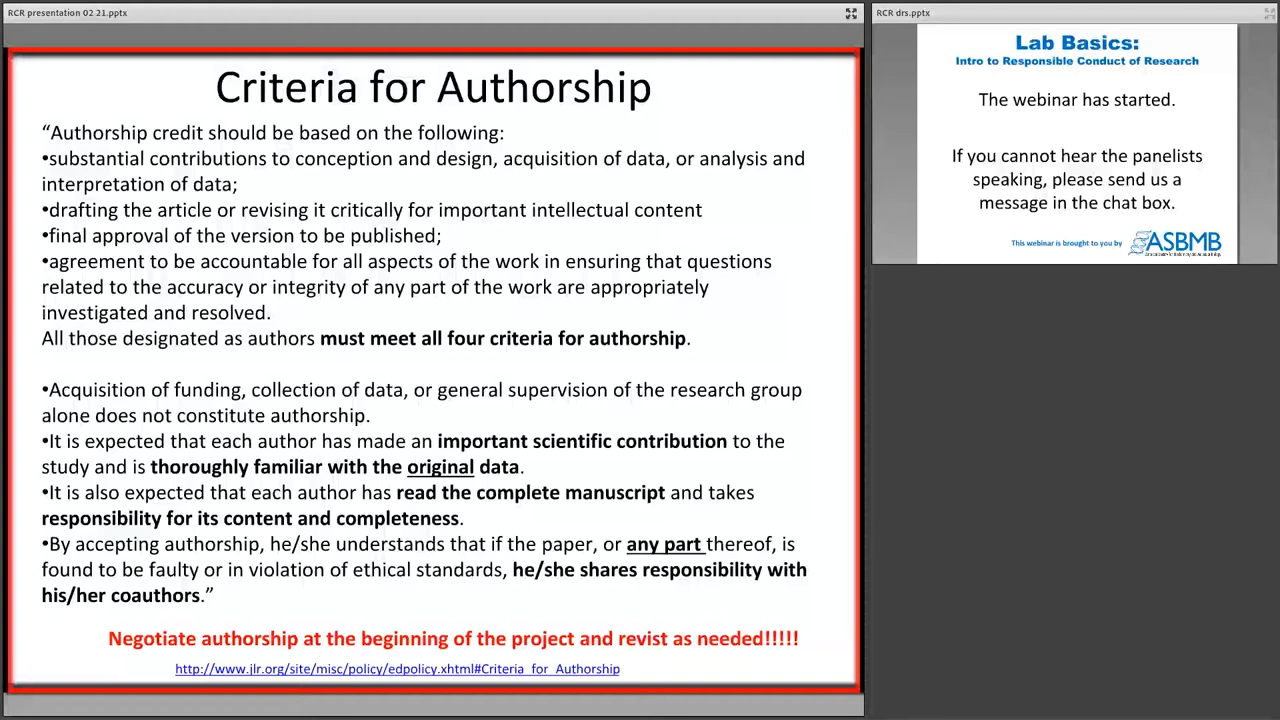 RCR presentation 02 21.pptx
Criteria for Authorship
“Authorship credit should be based on the following:
•substantial contributions to conception and design, acquisition of data, or analysis and
interpretation of data;
•drafting the article or revising it critically for important intellectual content
•final approval of the version to be published;
•agreement to be accountable for all aspects of the work in ensuring that questions
related to the accuracy or integrity of any part of the work are appropriately
investigated and resolved.
All those designated as authors must meet all four criteria for authorship.
•Acquisition of funding, collection of data, or general supervision of the research group
alone does not constitute authorship.
•It is expected that each author has made an important scientific contribution to the
study and is thoroughly familiar with the original data.
•It is also expected that each author has read the complete manuscript and takes
responsibility for its content and completeness.
•By accepting authorship, he/she understands that if the paper, or any part thereof, is
found to be faulty or in violation of ethical standards, he/she shares responsibility with
his/her coauthors.”
Negotiate authorship at the beginning of the project and revist as needed!!!!!
http://www.jlr.org/site/misc/policy/edpolicy.xhtml#Criteria_for_Authorship
RCR drs.pptx
Lab Basics:
Intro to Responsible Conduct of Research
The webinar has started.
If you cannot hear the panelists
speaking, please send us a
message in the chat box.
This webinar is brought to you by
ASBMB